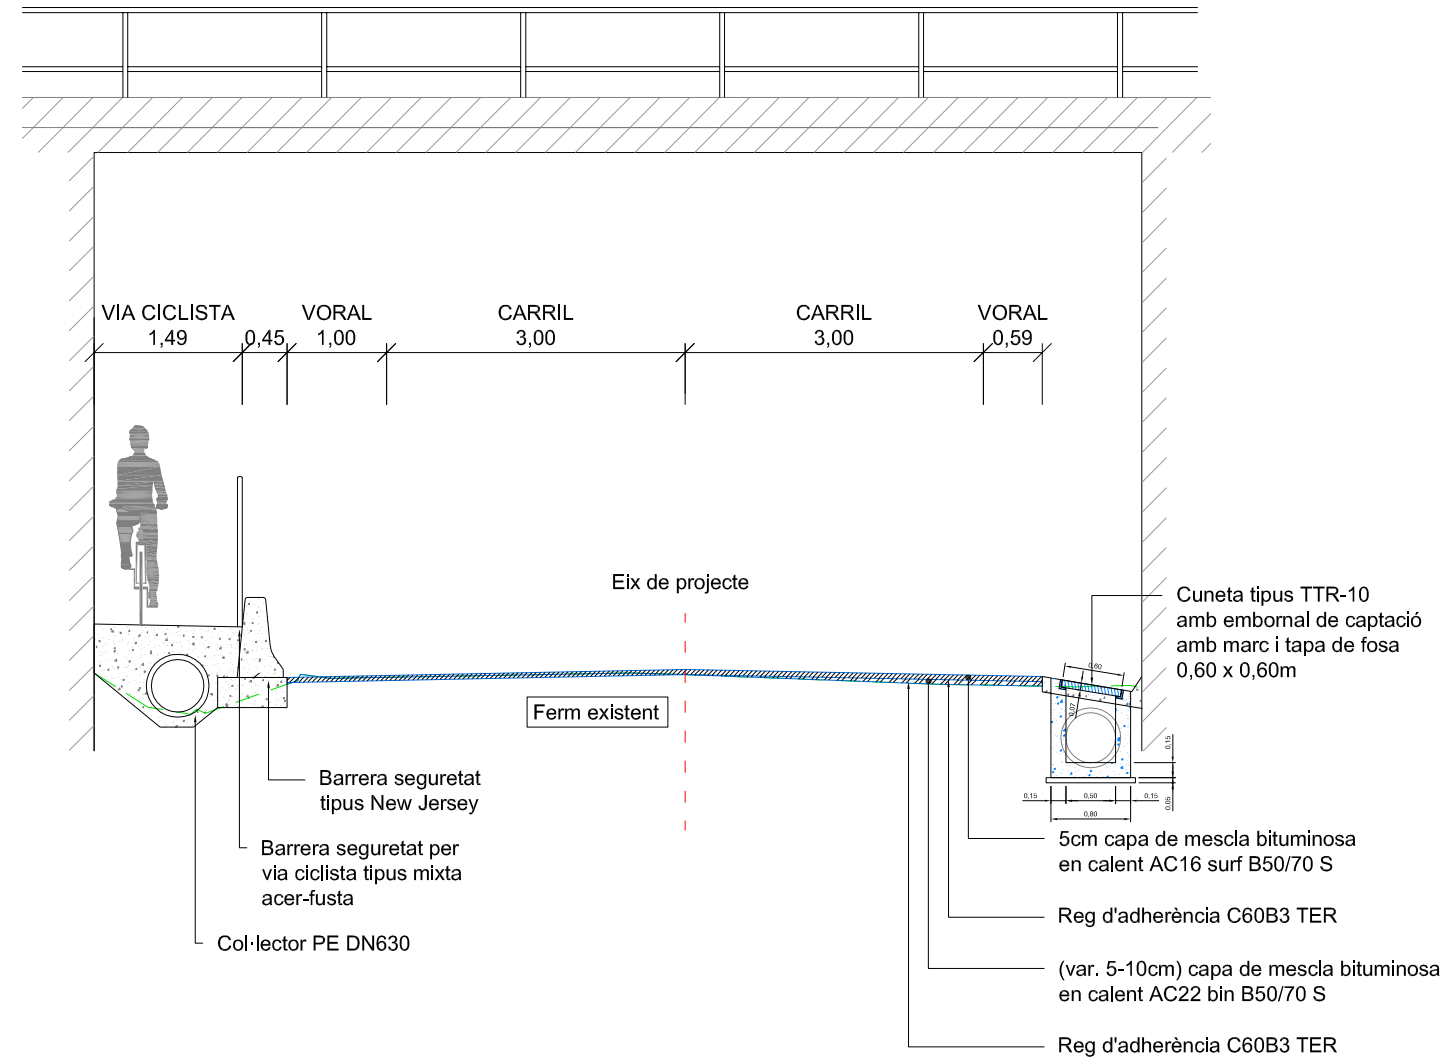 VIA CICLISTA
VORAL
CARRIL
CARRIL
VORAL
1,49
0,45
1,00
3,00
3,00
0,59
Eix de projecte
Cuneta tipus TTR-10
amb embornal de captació
amb marc i tapa de fosa
0,60 x 0,60m
0,60
0,07
Ferm existent
0,15
0,05
0,15
0,50
0,15
0,80
Barrera seguretat
tipus New Jersey
Barrera seguretat per
via ciclista tipus mixta
acer-fusta
Col·lector PE DN630
5cm capa de mescla bituminosa
en calent AC16 surf B50/70 S
Reg d'adherència C60B3 TER
(var. 5-10cm) capa de mescla bituminosa
en calent AC22 bin B50/70 S
Reg d'adherència C60B3 TER